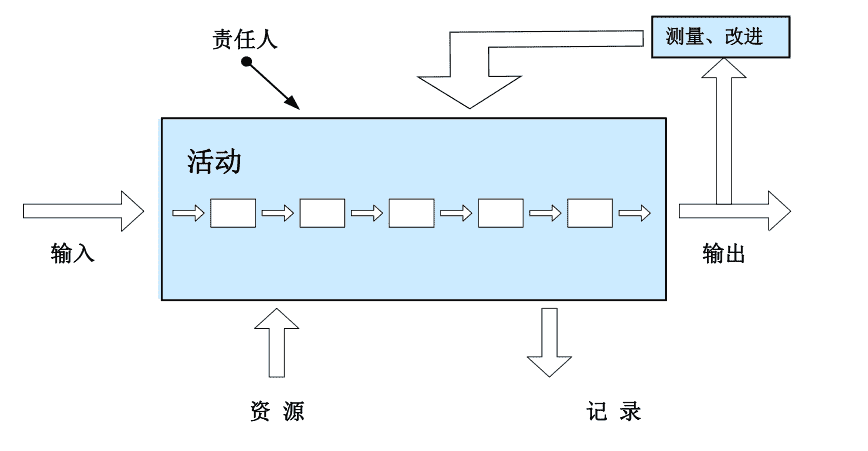 责任人
测量、改进
活动
输入
输出
资 源
记 录